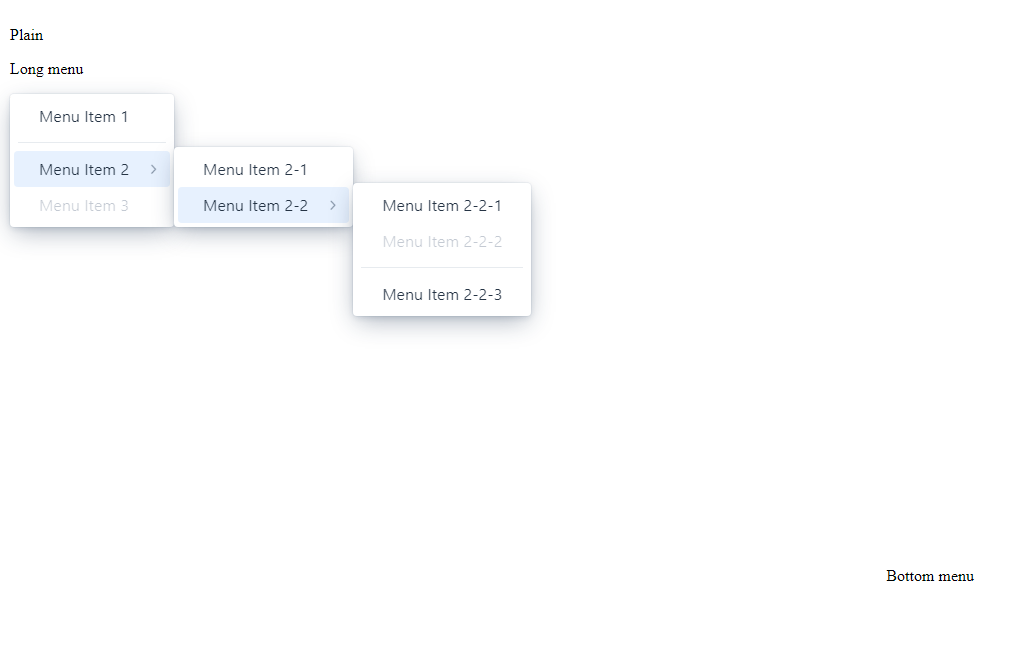 Plain
Long menu
Menu Item 1
Menu Item 2
Menu Item 3
Menu Item 2-1
Menu Item 2-2
Menu Item 2-2-1
Menu Item 2-2-2
Menu Item 2-2-3
Bottom menu